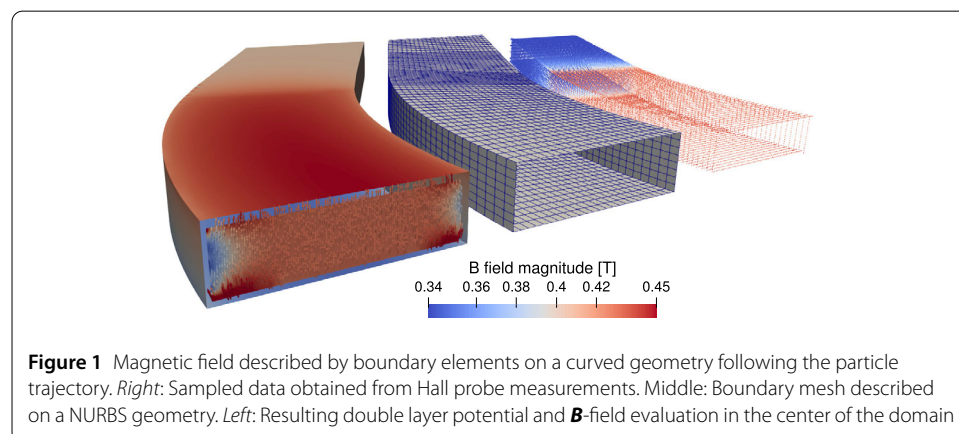 B field magnitude [T]
0.34 0.36 0.38 0.4 0.42 0.45
Figure 1 Magnetic field described by boundary elements on a curved geometry following the particle
trajectory. Right: Sampled data obtained from Hall probe measurements. Middle: Boundary mesh described
on a NURBS geometry. Left: Resulting double layer potential and B-field evaluation in the center of the domain